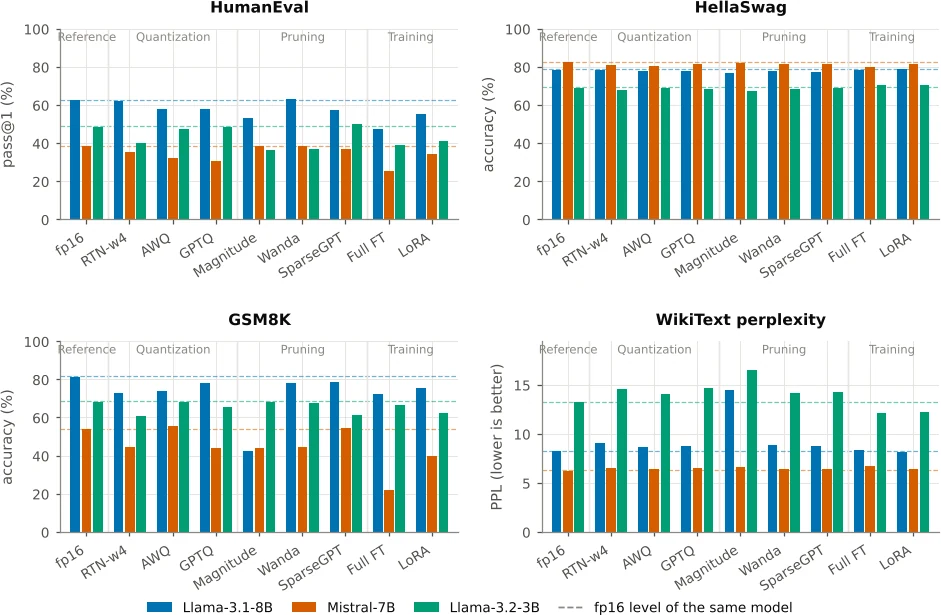 HumanEval
100
80
60
40
20
0
pass@1 (%)
Reference Quantization Pruning Training
fp16 RTN-w4 AWQ GPTQ Magnitude Wanda SparseGPT Full FT LoRA
HellaSwag
100
80
60
40
20
0
accuracy (%)
Reference Quantization Pruning Training
fp16 RTN-w4 AWQ GPTQ Magnitude Wanda SparseGPT Full FT LoRA
GSM8K
100
80
60
40
20
0
accuracy (%)
Reference Quantization Pruning Training
fp16 RTN-w4 AWQ GPTQ Magnitude Wanda SparseGPT Full FT LoRA
WikiText perplexity
15
10
5
0
PPL (lower is better)
Reference Quantization Pruning Training
fp16 RTN-w4 AWQ GPTQ Magnitude Wanda SparseGPT Full FT LoRA
Llama-3.1-8B Mistral-7B Llama-3.2-3B fp16 level of the same model